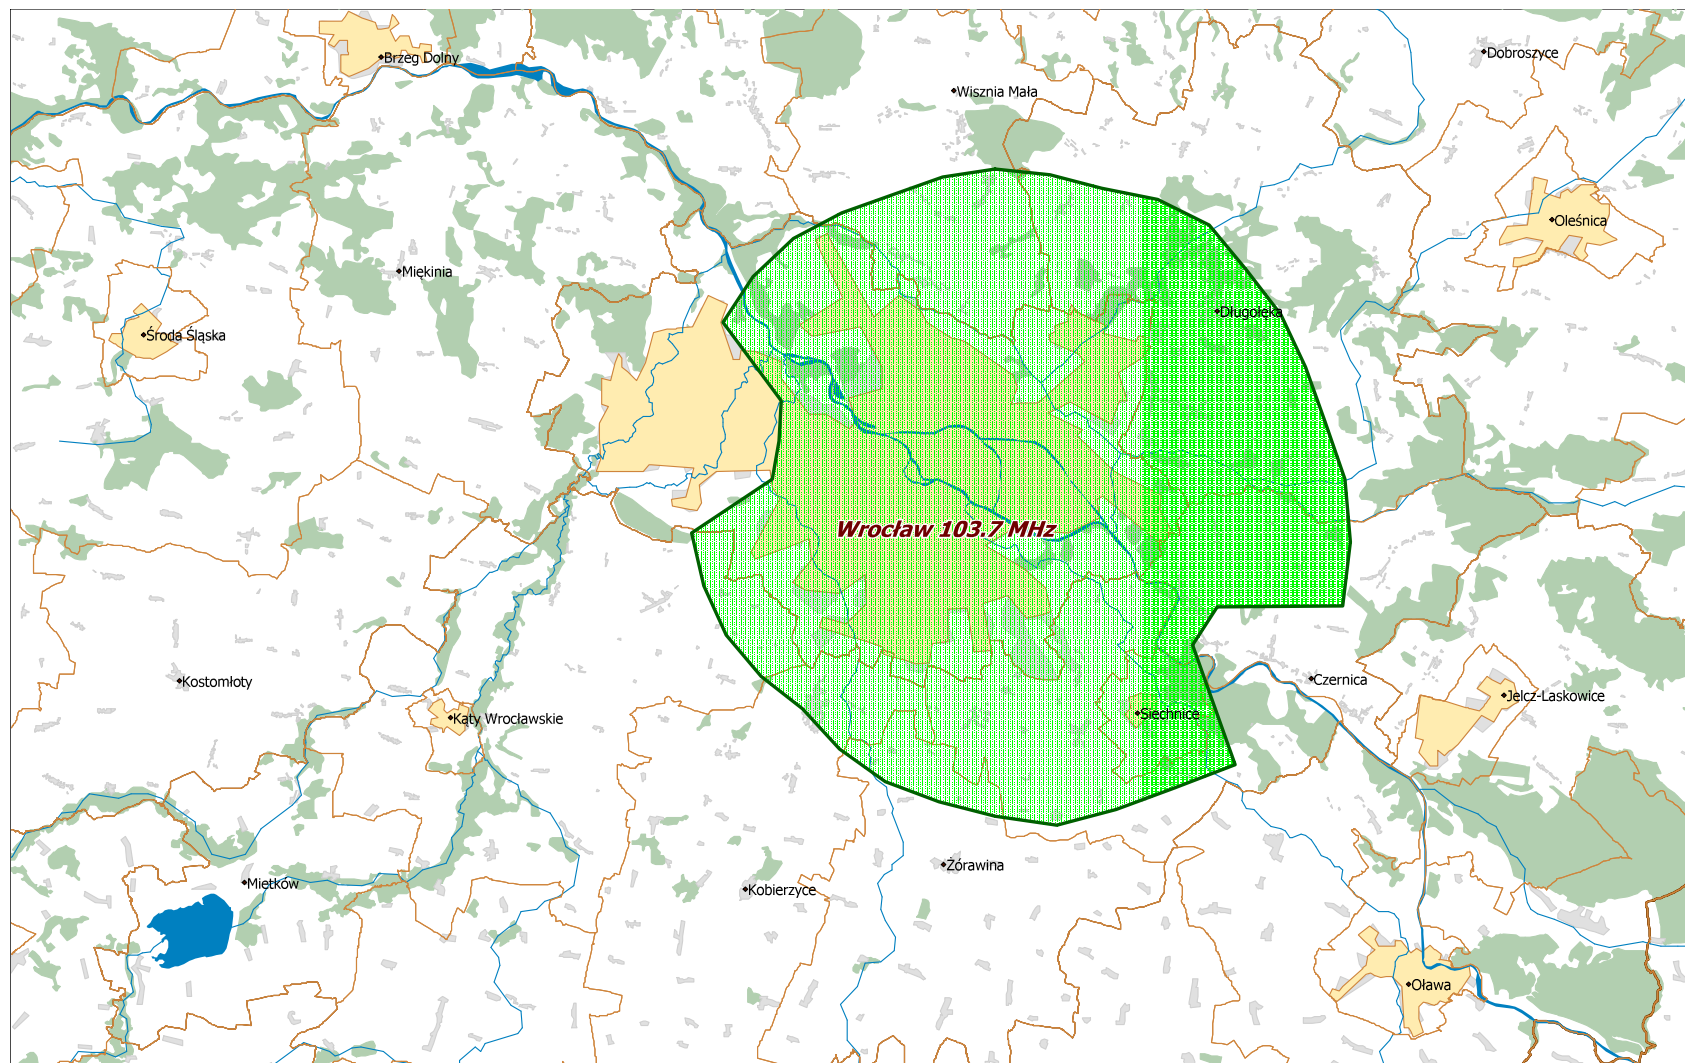 Dobroszyce
Brzeg Dolny
Wisznia Mała
Oleśnica
Miękinia
Długołęka
Środa Śląska
Wrocław 103.7 MHz
Czernica
Kostomłoty
Jelcz-Laskowice
Siechnice
Kąty Wrocławskie
Żórawina
Mietków
Kobierzyce
Oława